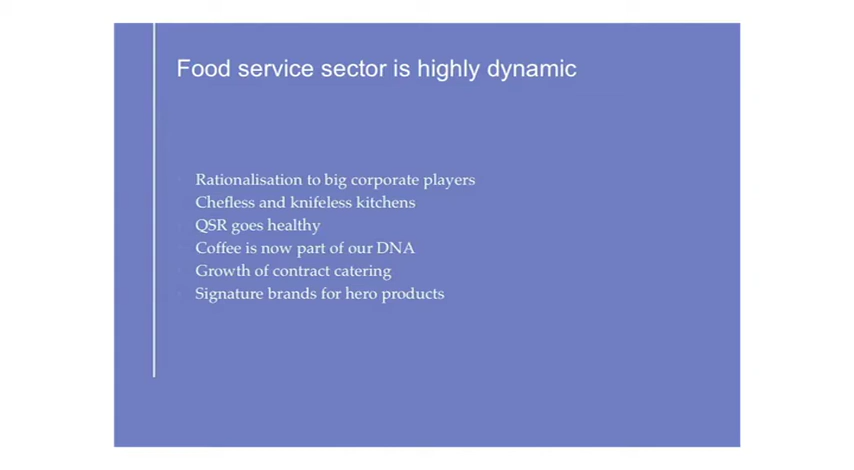 Food service sector is highly dynamic
Rationalisation to big corporate players
Chefless and knifeless kitchens
QSR goes healthy
Coffee is now part of our DNA
Growth of contract catering
Signature brands for hero products